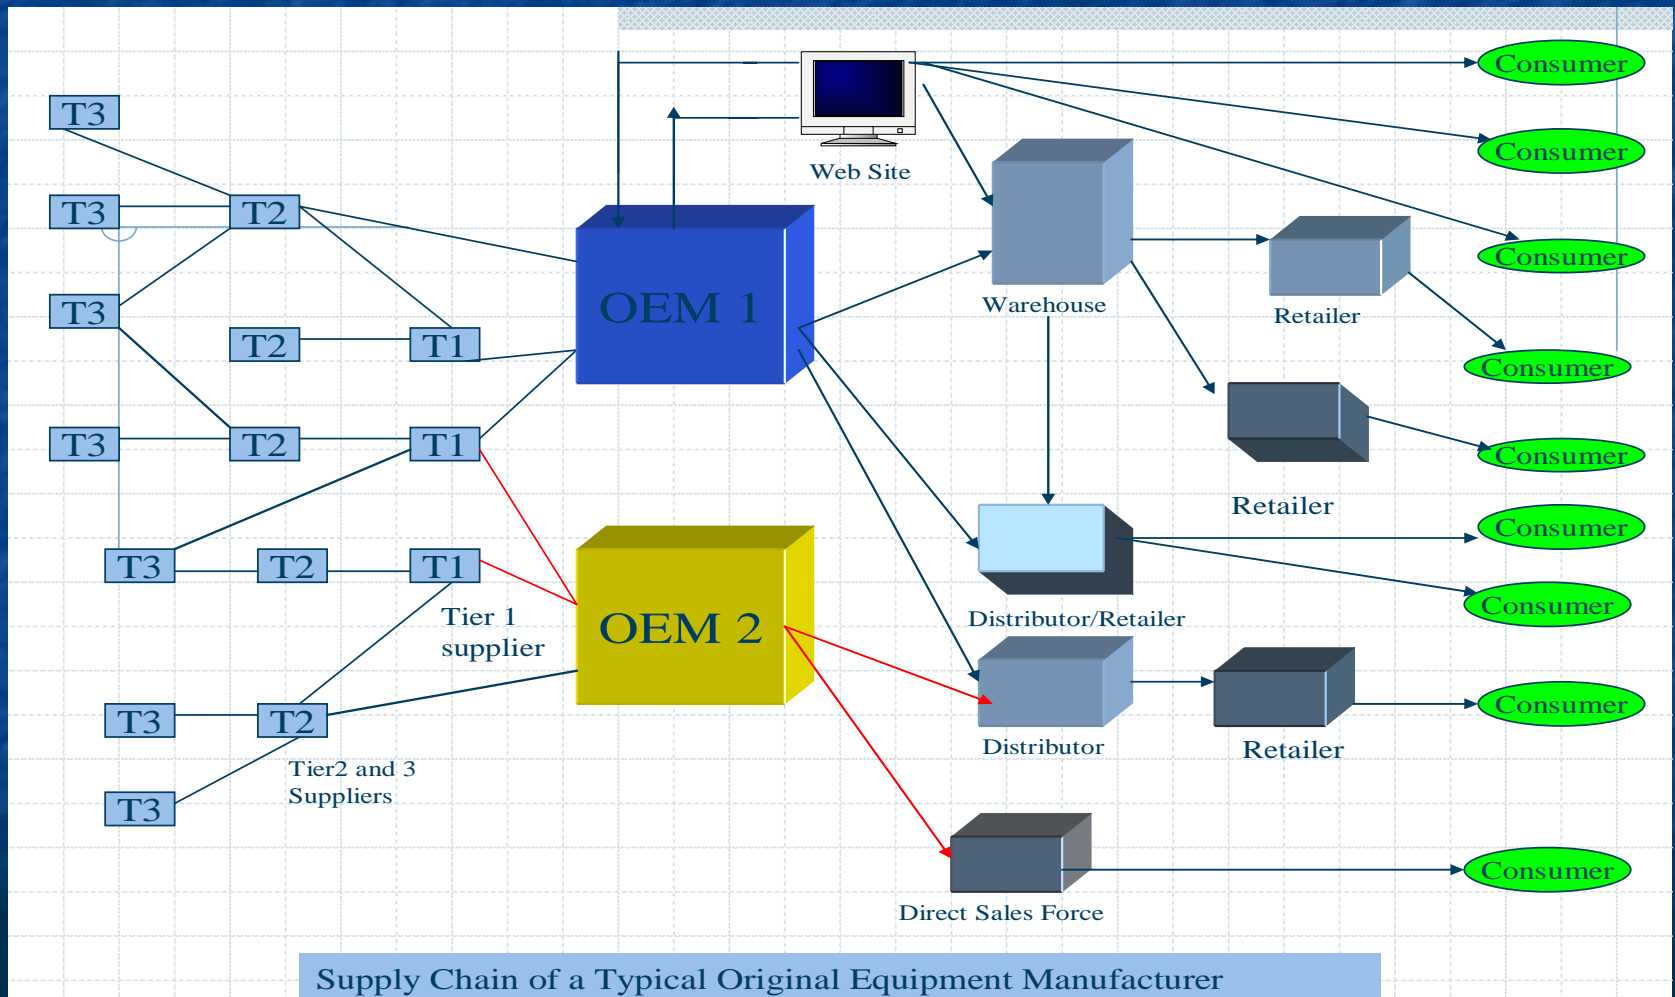 Consumer
T3
Consumer
Web Site
T3
T2
Consumer
T3
OEM 1
Warehouse
Retailer
T2
T1
Consumer
T3
T2
T1
Consumer
Retailer
Consumer
T3
T2
T1
Consumer
Tier 1
supplier
OEM 2
Distributor/Retailer
T3
T2
Consumer
Distributor
Retailer
Tier2 and 3
Suppliers
T3
Consumer
Direct Sales Force
Supply Chain of a Typical Original Equipment Manufacturer